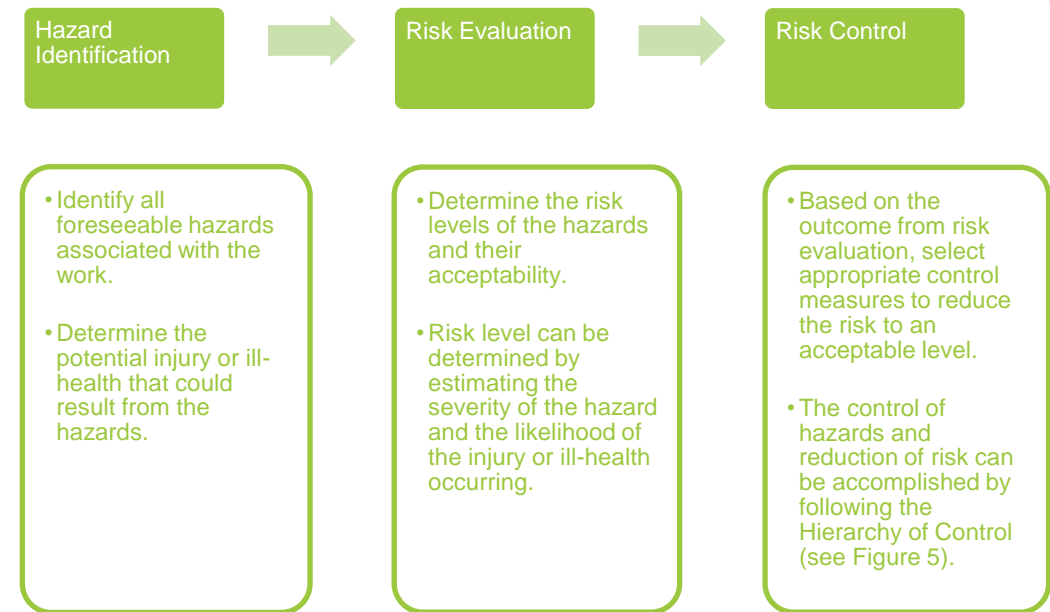 Hazard
Identification
Risk Evaluation
Risk Control
• Identify all
foreseeable hazards
associated with the
work.
• Determine the
potential injury or ill-
health that could
result from the
hazards.
• Determine the risk
levels of the hazards
and their
acceptability.
• Risk level can be
determined by
estimating the
severity of the hazard
and the likelihood of
the injury or ill-health
occurring.
• Based on the
outcome from risk
evaluation, select
appropriate control
measures to reduce
the risk to an
acceptable level.
• The control of
hazards and
reduction of risk can
be accomplished by
following the
Hierarchy of Control
(see Figure 5).